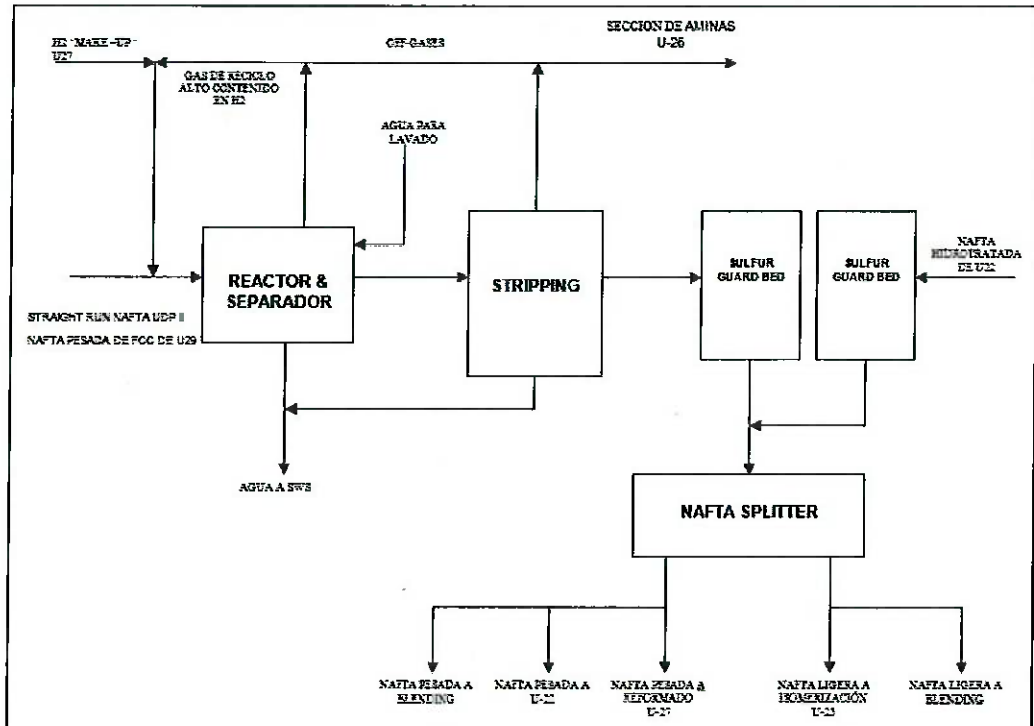 SECCION DE AMINAS
U-26
H2 "MAKE-UP"
U27
OFF-GASES
GAS DE RECICLO
ALTO CONTENIDO
EN H2
AGUA PARA
LAVADO
REACTOR &
SEPARADOR
STRIPPING
SULFUR
GUARD BED
SULFUR
GUARD BED
NAFTA
HIDROTRATADA
DE U22
STRAIGHT RUN NAFTA UDP II
NAFTA PESADA DE FCC DE U29
AGUA A SWS
NAFTA SPLITTER
NAFTA PESADA A
BLENDING
NAFTA PESADA A
U-22
NAFTA PESADA a
REFORMADO
U-27
NAFTA LIGERA A
ISOMERIZACIÓN
U-23
NAFTA LIGERA A
BLENDING